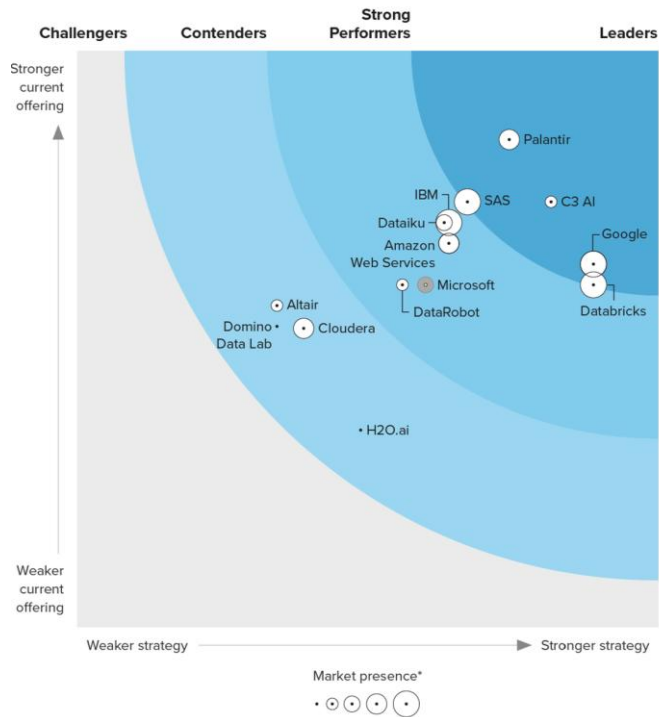 Strong
Challengers
Contenders
Performers
Leaders
Stronger
current
offering
Palantir
IBM
SAS
C3 AI
Dataiku
Amazon
Web Services
Google
Microsoft
DataRobot
Databricks
Altair
Domino
Data Lab
Cloudera
H2O.ai
Weaker
current
offering
Weaker strategy
Stronger strategy
Market presence*